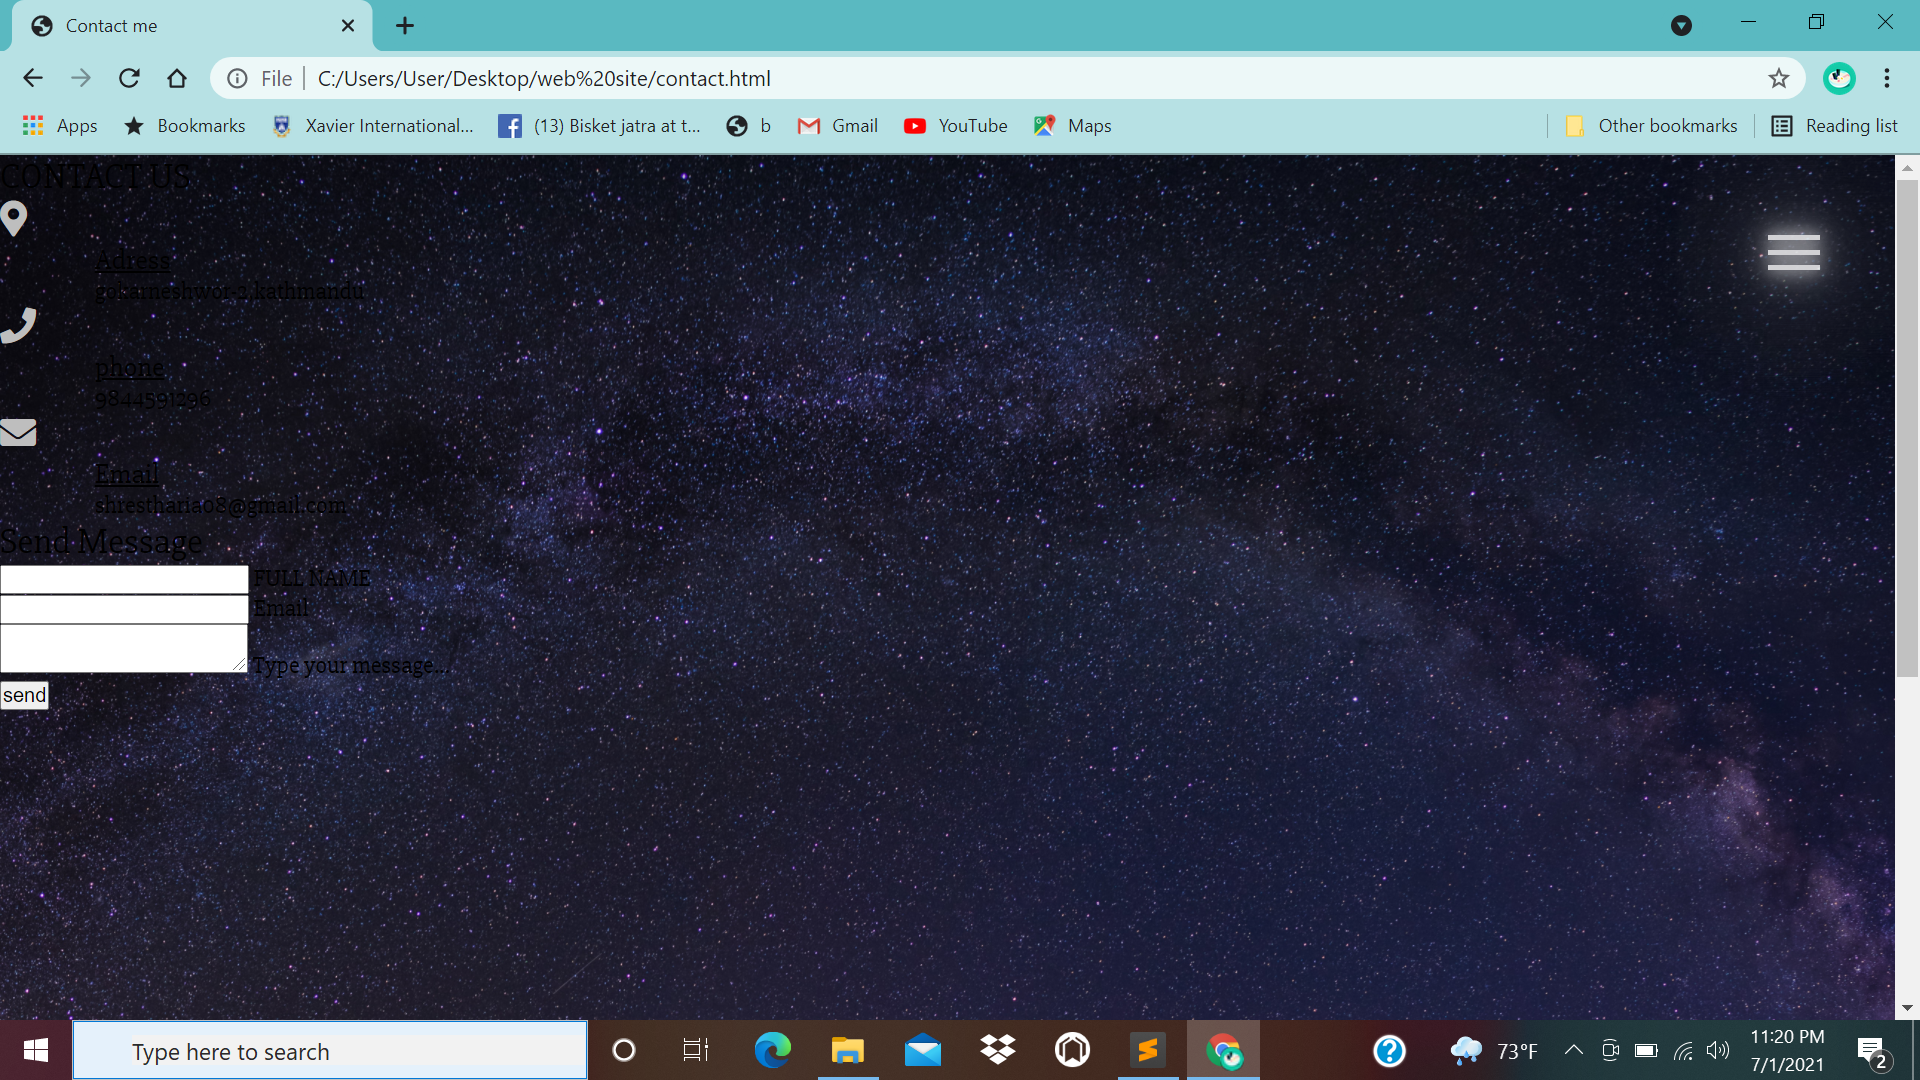 Contact me
File
C:/Users/User/Desktop/web%20site/contact.html
Apps
Bookmarks
Xavier International...
(13) Bisket jatra at t...
b
Gmail
YouTube
Maps
Other bookmarks
Reading list
CONTACT US
Adress
gokarneshwor-2,kathmandu
phone
9844591296
Email
shrestharia08@gmail.com
Send Message
FULL NAME
Email
Type your message...
send
Type here to search
73°F
11:20 PM
7/1/2021
2